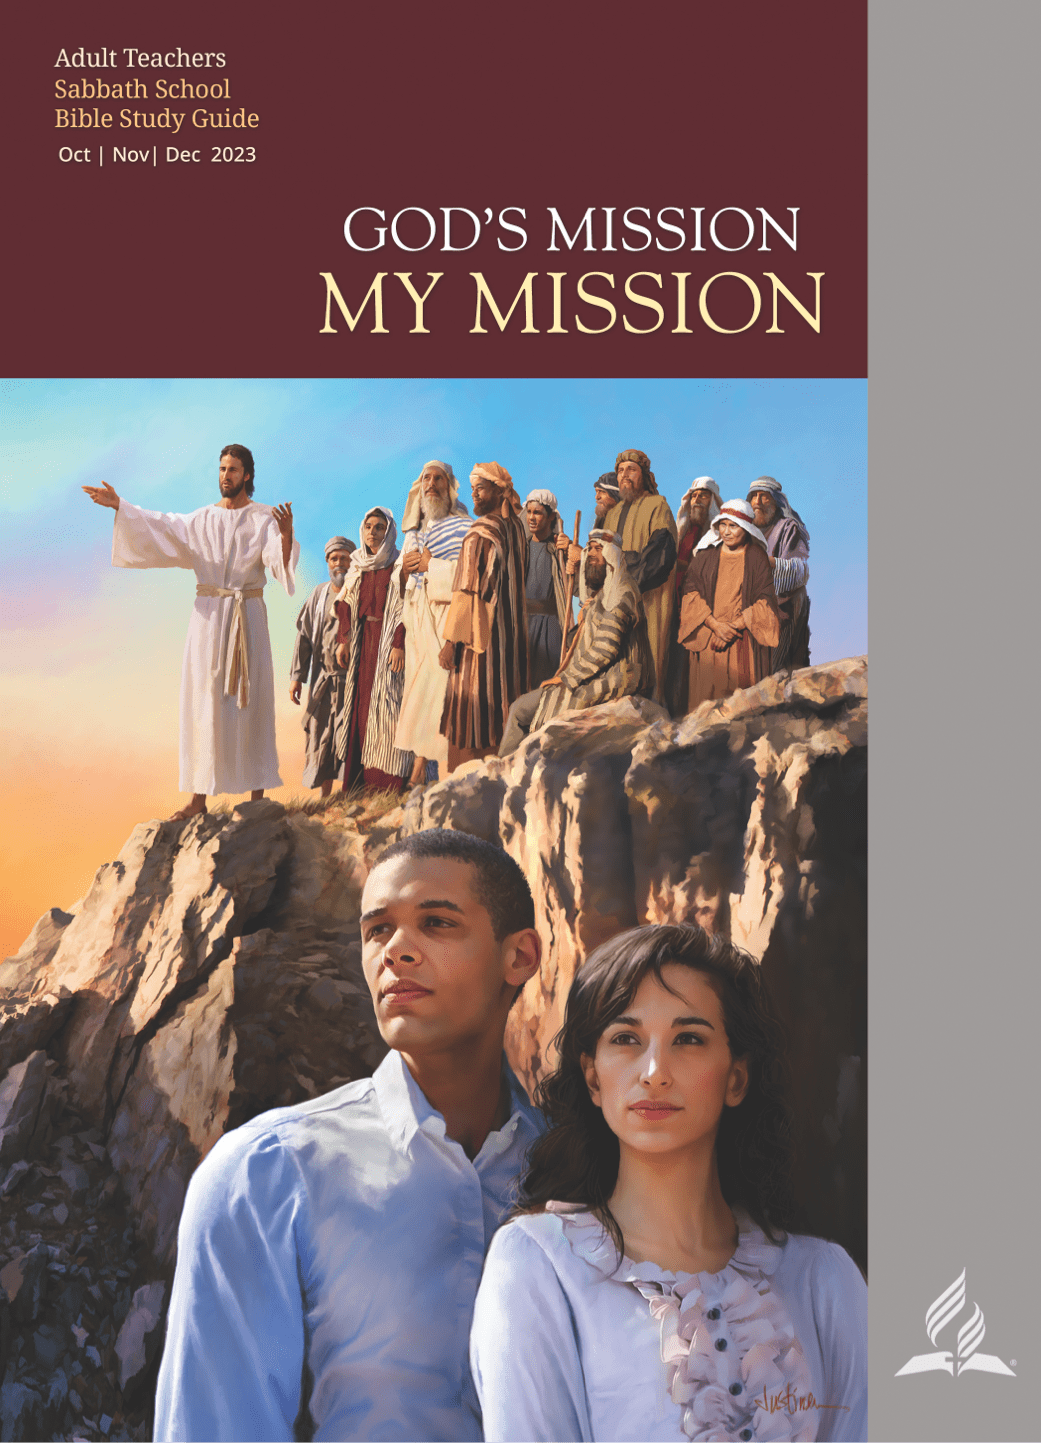 Adult Teachers
Sabbath School
Bible Study Guide
Oct | Nov| Dec 2023
GOD’S MISSION
MY MISSION
®